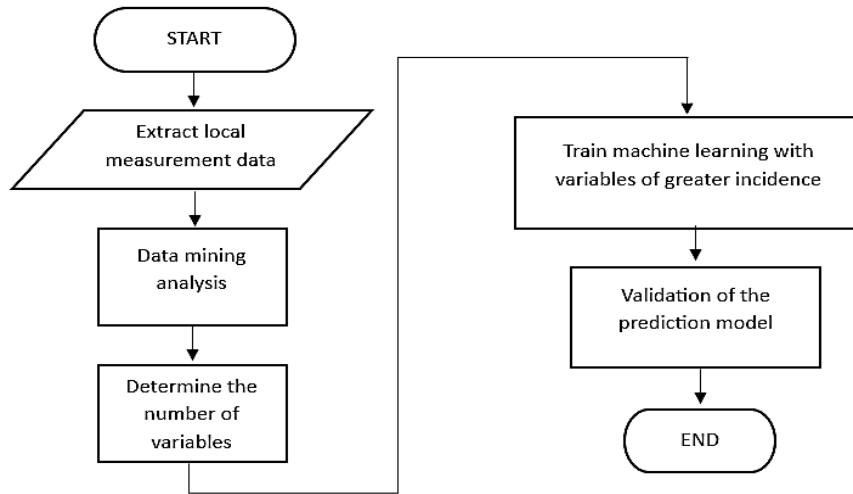 START
Extract local
measurement data
Data mining
analysis
Determine the
number of
variables
Train machine learning with
variables of greater incidence
Validation of the
prediction model
END